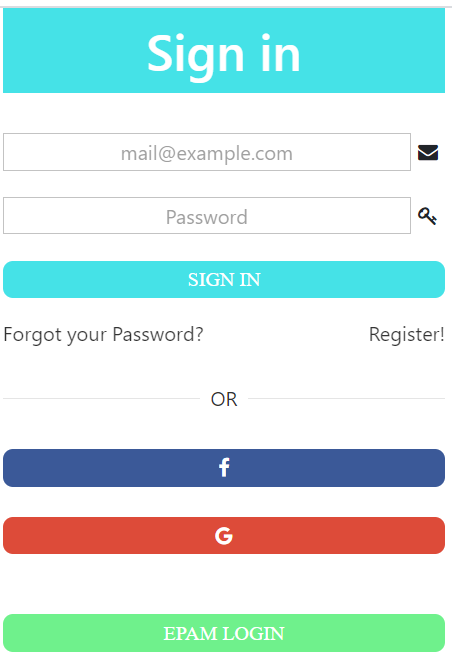 Sign in
mail@example.com
Password
SIGN IN
Forgot your Password? Register!
OR
f
G
EPAM LOGIN